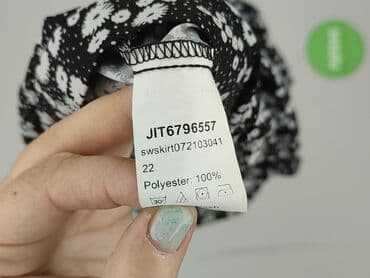 JIT6796557
swskirt072103041
22
Polyester: 100%
30°